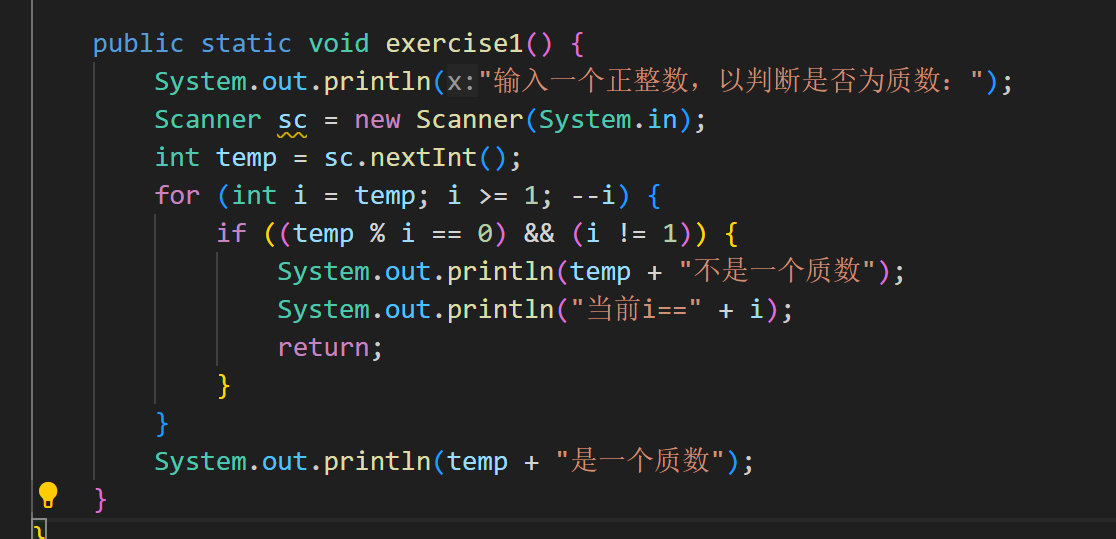 public static void exercise1() {
System.out.println(x:"输入一个正整数，以判断是否为质数：");
Scanner sc = new Scanner(System.in);
int temp = sc.nextInt();
for (int i = temp; i >= 1; --i) {
if ((temp % i == 0) && (i != 1)) {
System.out.println(temp + "不是一个质数");
System.out.println("当前i==" + i);
return;
}
}
System.out.println(temp + "是一个质数");
}
}